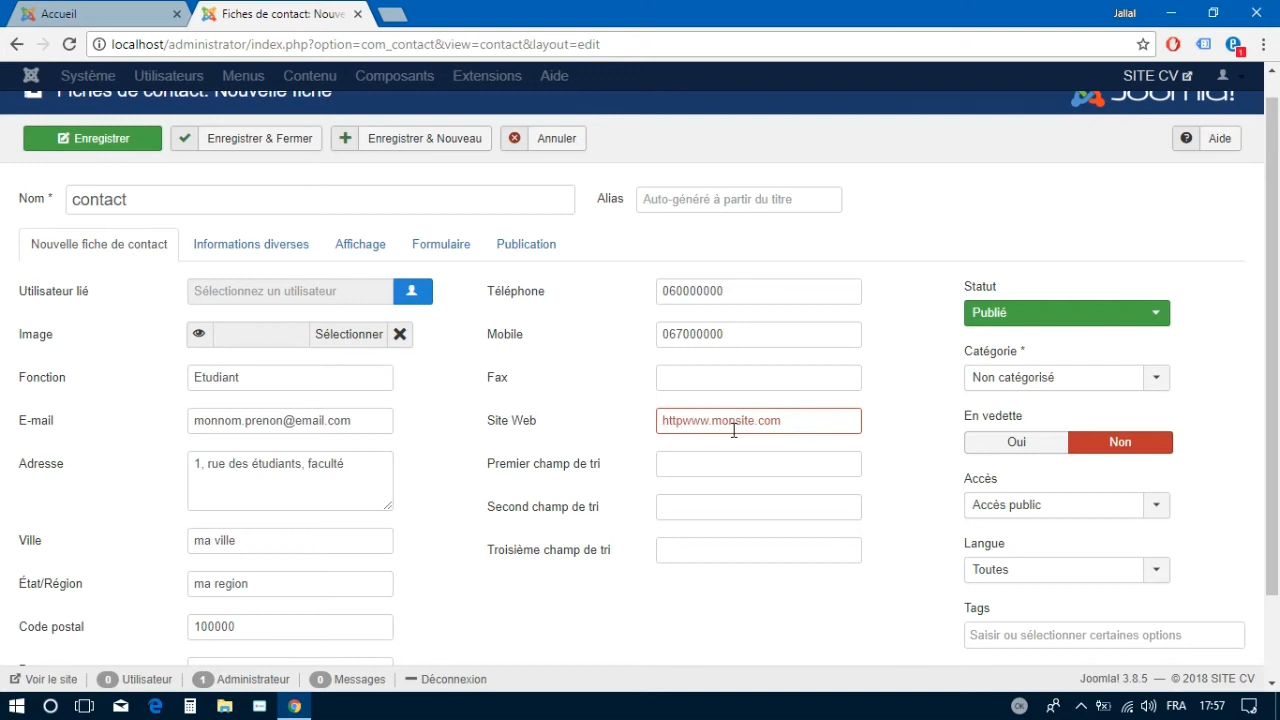 Accueil
Fiches de contact: Nouve
Jallal
localhost/administrator/index.php?option=com_contact&view=contact&layout=edit
1
Système Utilisateurs Menus Contenu Composants Extensions Aide
SITE CV
Fiches de contact: Nouvelle fiche
Joomla!
Enregistrer
Enregistrer & Fermer
Enregistrer & Nouveau
Annuler
Aide
Nom * contact
Alias Auto-généré à partir du titre
Nouvelle fiche de contact Informations diverses Affichage Formulaire Publication
Utilisateur lié Sélectionnez un utilisateur
Image Sélectionner
Fonction Etudiant
E-mail monnom.prenon@email.com
Adresse 1, rue des étudiants, faculté
Ville ma ville
État/Région ma region
Code postal 100000
Téléphone 060000000
Mobile 067000000
Fax
Site Web httpwww.monsite.com
Premier champ de tri
Second champ de tri
Troisième champ de tri
Statut
Publié
Catégorie *
Non catégorisé
En vedette
Oui Non
Accès
Accès public
Langue
Toutes
Tags
Saisir ou sélectionner certaines options
Voir le site 0 Utilisateur 1 Administrateur 0 Messages Déconnexion
Joomla! 3.8.5 — © 2018 SITE CV
FRA 17:57